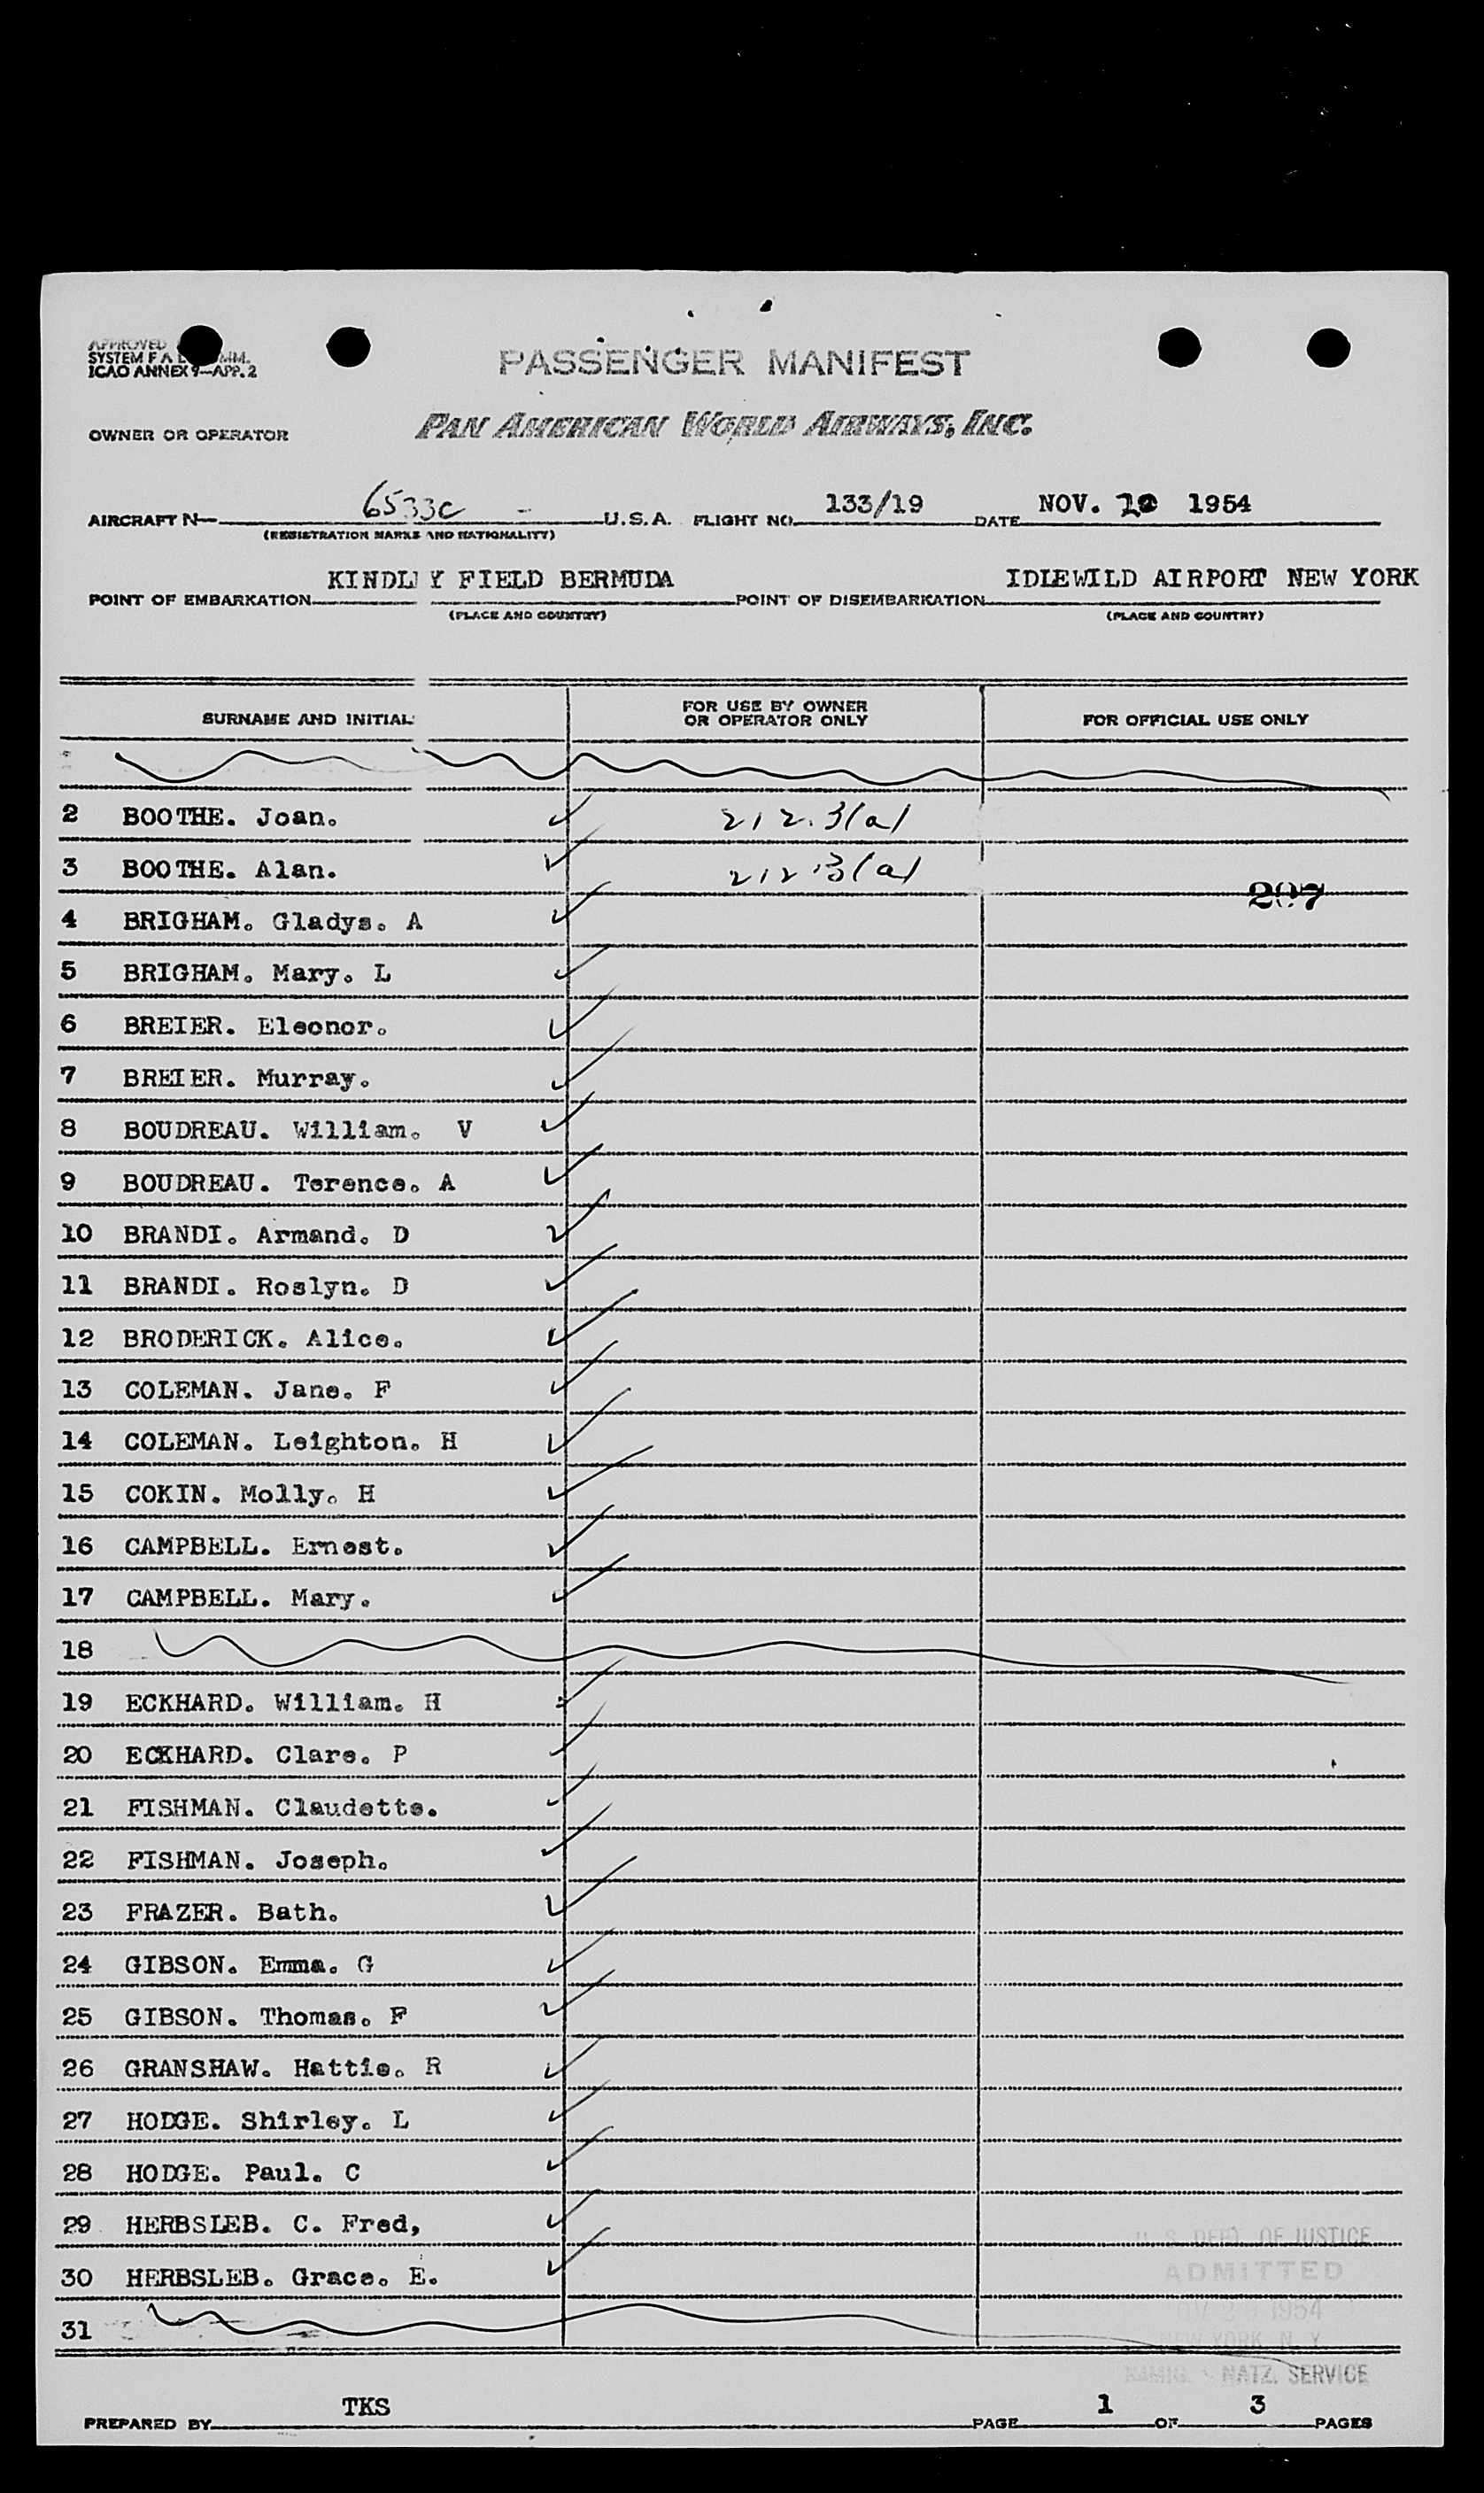 APPROVED
SYSTEM F A L COMM.
ICAO ANNEX 9—APP. 2
PASSENGER MANIFEST
OWNER OR OPERATOR PAN AMERICAN WORLD AIRWAYS, INC.
AIRCRAFT N— 6533C U.S.A. FLIGHT NO. 133/19 DATE NOV. 1954
(REGISTRATION MARKS AND NATIONALITY)
POINT OF EMBARKATION KINDLEY FIELD BERMUDA POINT OF DISEMBARKATION IDLEWILD AIRPORT NEW YORK
(PLACE AND COUNTRY) (PLACE AND COUNTRY)
SURNAME AND INITIAL FOR USE BY OWNER OR OPERATOR ONLY FOR OFFICIAL USE ONLY
2 BOOTHE. Joan. 212.3(a)
3 BOOTHE. Alan. 212.3(a)
207
4 BRIGHAM. Gladys. A
5 BRIGHAM. Mary. L
6 BREIER. Eleonor.
7 BREIER. Murray.
8 BOUDREAU. William. V
9 BOUDREAU. Terence. A
10 BRANDI. Armand. D
11 BRANDI. Roslyn. D
12 BRODERICK. Alice.
13 COLEMAN. Jane. F
14 COLEMAN. Leighton. H
15 COKIN. Molly. H
16 CAMPBELL. Ernest.
17 CAMPBELL. Mary.
18
19 ECKHARD. William. H
20 ECKHARD. Clare. P
21 FISHMAN. Claudette.
22 FISHMAN. Joseph.
23 FRAZER. Bath.
24 GIBSON. Emma. G
25 GIBSON. Thomas. F
26 GRANSHAW. Hattie. R
27 HODGE. Shirley. L
28 HODGE. Paul. C
29 HERBSLEB. C. Fred,
30 HERBSLEB. Grace. E.
31
U. S. DEPT. OF JUSTICE
ADMITTED
1954
NEW YORK, N. Y.
IMMIG. & NATZ. SERVICE
PREPARED BY TKS PAGE 1 OF 3 PAGES